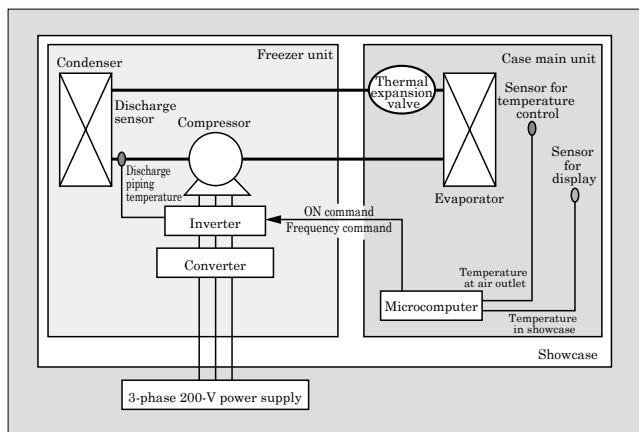 Freezer unit
Case main unit
Condenser
Discharge
sensor
Compressor
Thermal
expansion
valve
Sensor for
temperature
control
Sensor
for
display
Discharge
piping
temperature
Evaporator
Inverter
ON command
Frequency command
Converter
Temperature
at air outlet
Microcomputer
Temperature
in showcase
Showcase
3-phase 200-V power supply